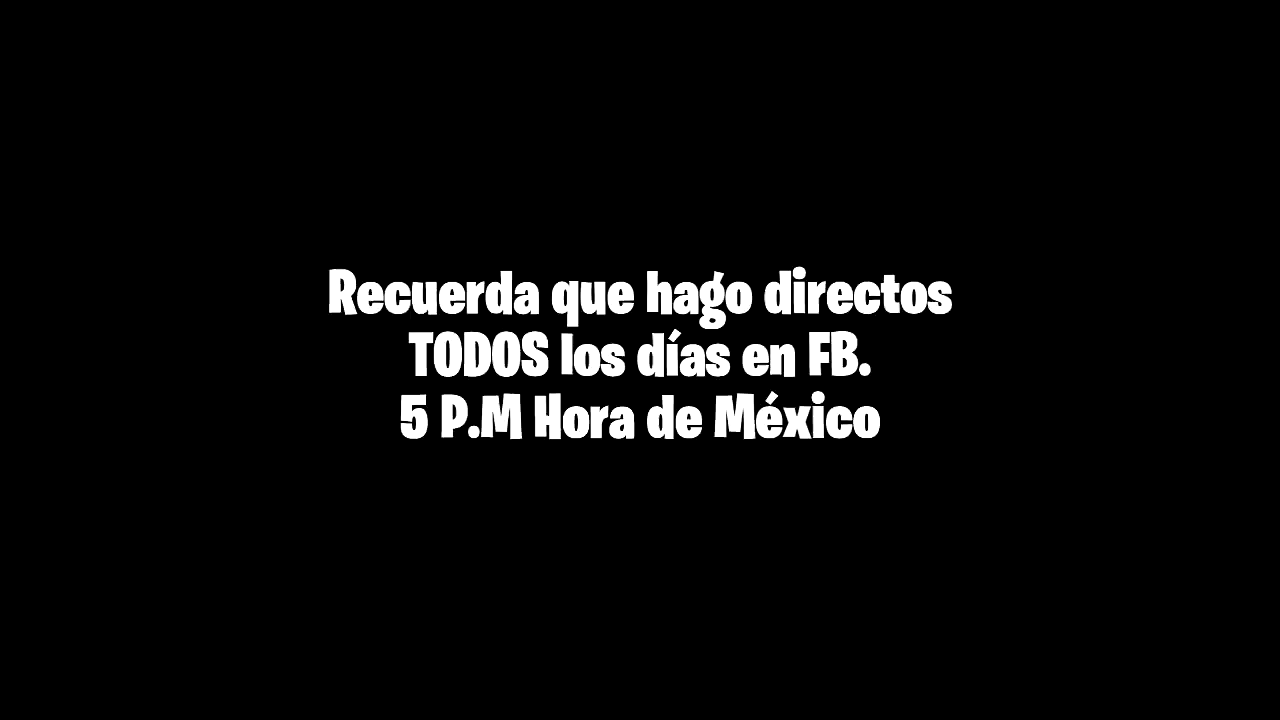 Recuerda que hago directos
TODOS los días en FB.
5 P.M Hora de México